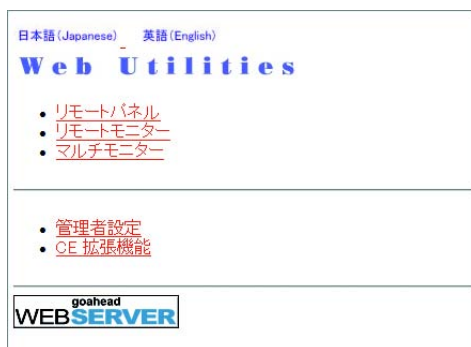 日本語(Japanese) 英語(English)
Web Utilities
リモートパネル
リモートモニター
マルチモニター
管理者設定
CE 拡張機能
goahead
WEBSERVER